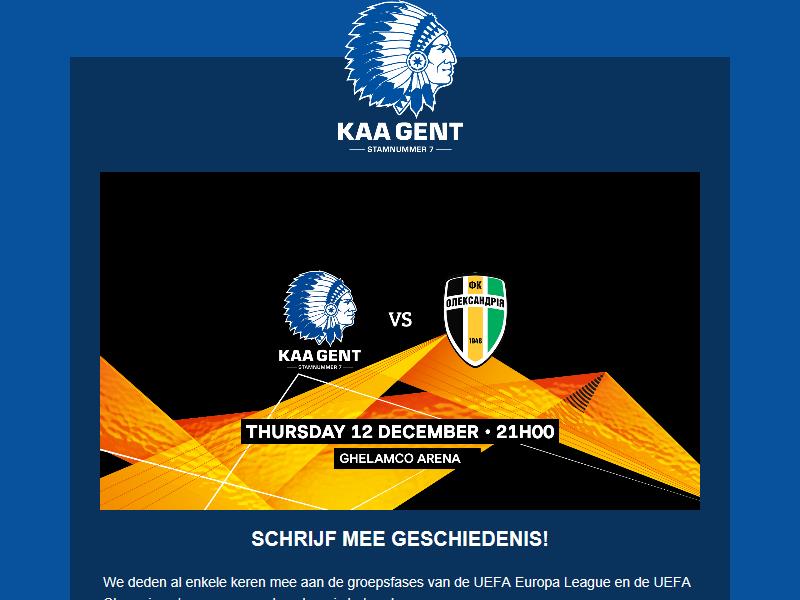 KAA GENT
STAMNUMMER 7
ФК
ОЛЕКСАНДРІЯ
1948
VS
KAA GENT
STAMNUMMER 7
THURSDAY 12 DECEMBER • 21H00
GHELAMCO ARENA
SCHRIJF MEE GESCHIEDENIS!
We deden al enkele keren mee aan de groepsfases van de UEFA Europa League en de UEFA